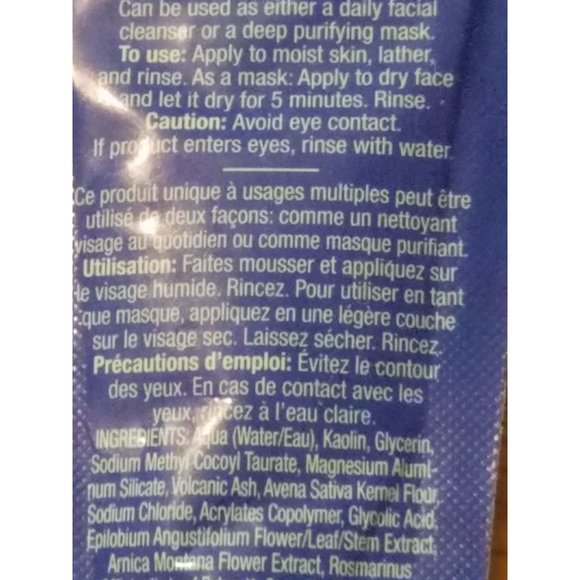 Can be used as either a daily facial
cleanser or a deep purifying mask.
To use: Apply to moist skin, lather,
and rinse. As a mask: Apply to dry face
and let it dry for 5 minutes. Rinse.
Caution: Avoid eye contact.
If product enters eyes, rinse with water.
Ce produit unique à usages multiples peut être
utilisé de deux façons: comme un nettoyant
visage au quotidien ou comme masque purifiant.
Utilisation: Faites mousser et appliquez sur
le visage humide. Rincez. Pour utiliser en tant
que masque, appliquez en une légère couche
sur le visage sec. Laissez sécher. Rincez.
Précautions d'emploi: Évitez le contour
des yeux. En cas de contact avec les
yeux, rincez à l'eau claire.
INGREDIENTS: Aqua (Water/Eau), Kaolin, Glycerin,
Sodium Methyl Cocoyl Taurate, Magnesium Alumi-
num Silicate, Volcanic Ash, Avena Sativa Kernel Flour,
Sodium Chloride, Acrylates Copolymer, Glycolic Acid,
Epilobium Angustifolium Flower/Leaf/Stem Extract,
Arnica Montana Flower Extract, Rosmarinus